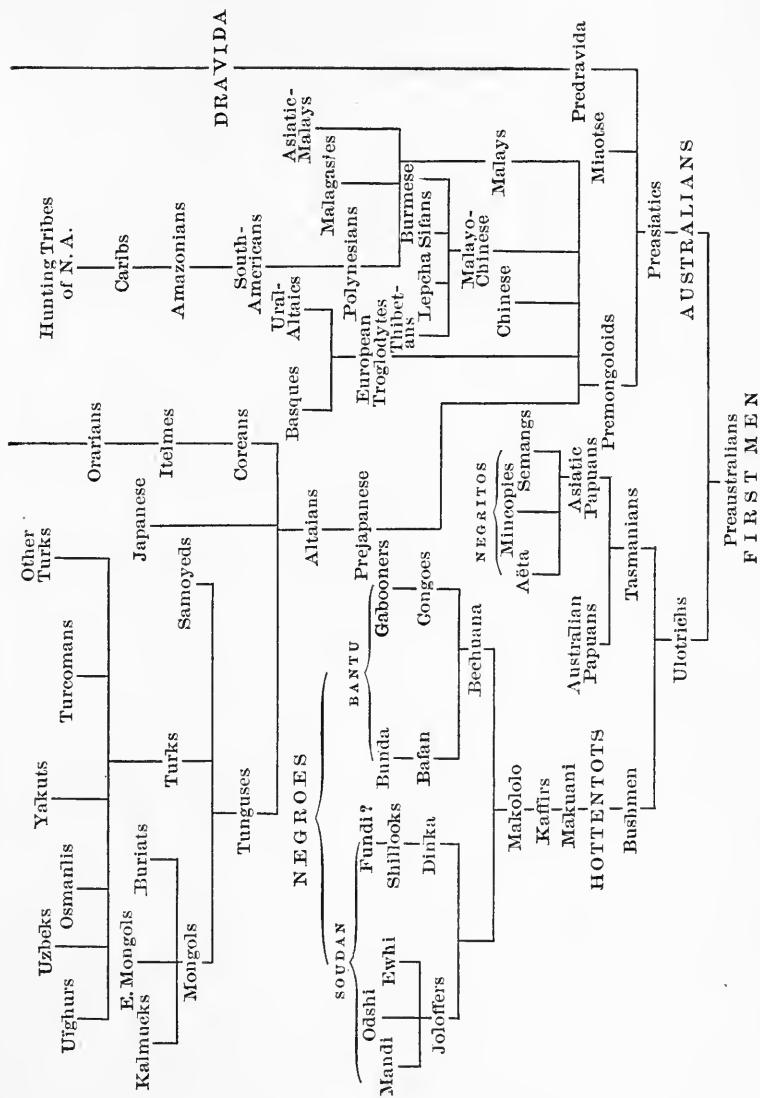 Uïghurs
Uzbeks
Osmanlis
Yakuts
Turcomans
Other
Turks
Orarians
Hunting Tribes
of N. A.
Kalmucks
E. Mongols
Buriats
Turks
Samoyeds
Japanese
Itelmes
Caribs
Mongols
Tunguses
Coreans
Amazonians
South-
Americans
Basques
Ural-
Altaics
Asiatic-
Malays
DRAVIDA
NEGROES
Altaians
Prejapanese
European
Troglodytes
Polynesians
Malagasies
SOUDAN
BANTU
Mandi
Odshi
Ewhi
Fundi?
Shillooks
Bunda
Gabooners
Thibet-
ans
Lepcha
Sifans
Burmese
Joloffers
Dinka
Bafan
Congoes
Malayo-
Chinese
Bechuana
Chinese
Malays
NEGRITOS
Aëta
Mincopies
Semangs
Makololo
Kaffirs
Makuani
HOTTENTOTS
Bushmen
Australian
Papuans
Asiatic
Papuans
Premongoloids
Miaotse
Predravida
Tasmanians
Preasiatics
Ulotrichs
AUSTRALIANS
Preaustralians
FIRST MEN